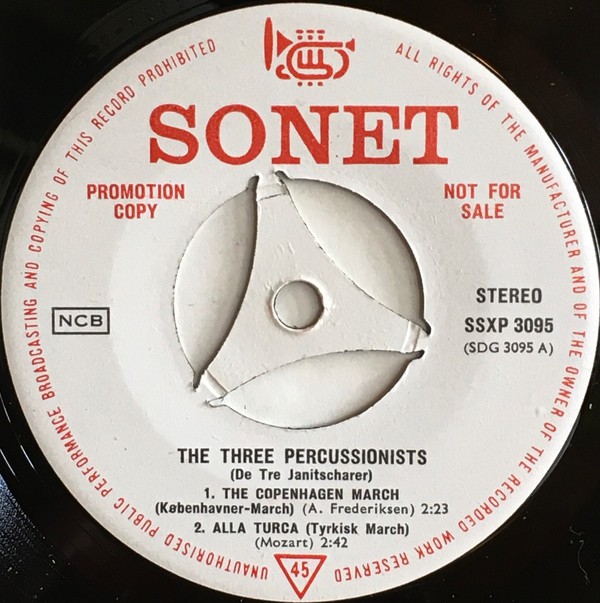 ALL RIGHTS OF THE MANUFACTURER AND OF THE OWNER OF THE RECORDED WORK RESERVED
UNAUTHORISED PUBLIC PERFORMANCE BROADCASTING AND COPYING OF THIS RECORD PROHIBITED
SONET
PROMOTION
COPY
NOT FOR
SALE
NCB
STEREO
SSXP 3095
(SDG 3095 A)
THE THREE PERCUSSIONISTS
(De Tre Janitscharer)
1. THE COPENHAGEN MARCH
(Københavner-March) (A. Frederiksen) 2:23
2. ALLA TURCA (Tyrkisk March)
(Mozart) 2:42
45